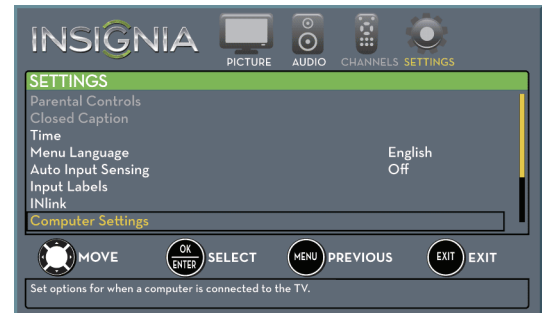 INSIGNIA
PICTURE AUDIO CHANNELS SETTINGS
SETTINGS
Parental Controls
Closed Caption
Time
Menu Language English
Auto Input Sensing Off
Input Labels
INlink
Computer Settings
MOVE OK ENTER SELECT MENU PREVIOUS EXIT EXIT
Set options for when a computer is connected to the TV.